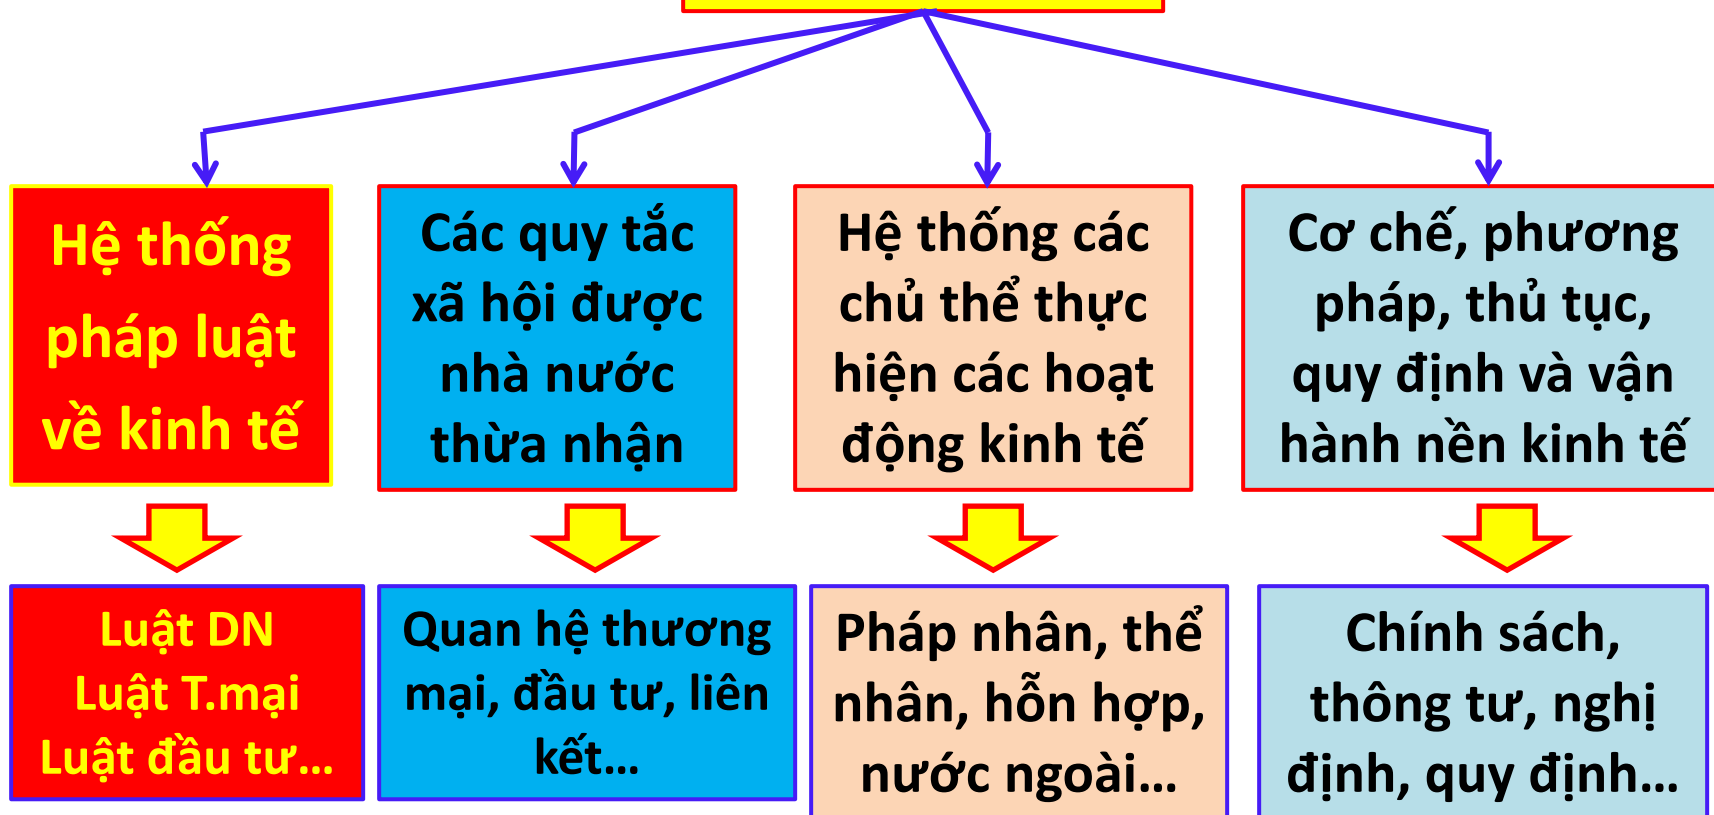 Hệ thống
pháp luật
về kinh tế
Các quy tắc
xã hội được
nhà nước
thừa nhận
Hệ thống các
chủ thể thực
hiện các hoạt
động kinh tế
Cơ chế, phương
pháp, thủ tục,
quy định và vận
hành nền kinh tế
Luật DN
Luật T.mại
Luật đầu tư...
Quan hệ thương
mại, đầu tư, liên
kết...
Pháp nhân, thể
nhân, hỗn hợp,
nước ngoài...
Chính sách,
thông tư, nghị
định, quy định...